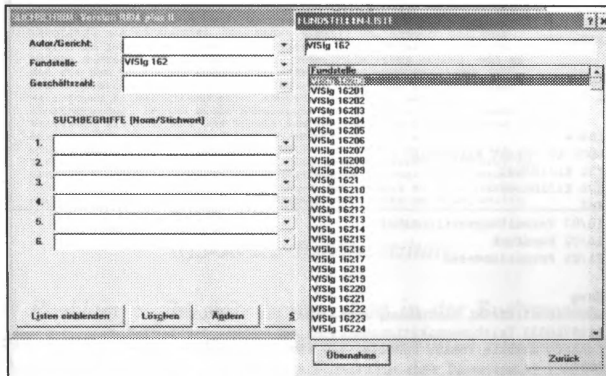 SUCHSCHIRM: Version RIDA plus II
Autor/Gericht:
Fundstelle: VfSlg 162
Geschäftszahl:
SUCHBEGRIFFE (Norm/Stichwort)
1.
2.
3.
4.
5.
6.
Listen einblenden Löschen Ändern S
FUNDSTELLEN-LISTE
VfSlg 162
Fundstelle
VfSlg 16200
VfSlg 16201
VfSlg 16202
VfSlg 16203
VfSlg 16204
VfSlg 16205
VfSlg 16206
VfSlg 16207
VfSlg 16208
VfSlg 16209
VfSlg 1621
VfSlg 16210
VfSlg 16211
VfSlg 16212
VfSlg 16213
VfSlg 16214
VfSlg 16215
VfSlg 16216
VfSlg 16217
VfSlg 16218
VfSlg 16219
VfSlg 16220
VfSlg 16221
VfSlg 16222
VfSlg 16223
VfSlg 16224
Übernahme Zurück